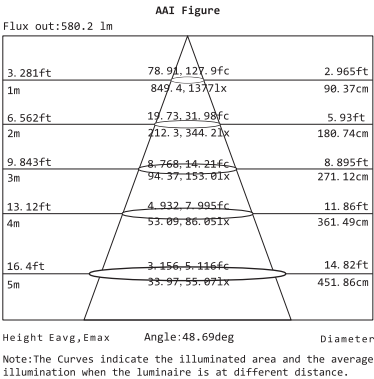 AAI Figure
Flux out:580.2 lm
3.281ft 78.91,127.9fc 2.965ft
1m 849.4,1377lx 90.37cm
6.562ft 19.73,31.98fc 5.93ft
2m 212.3,344.2lx 180.74cm
9.843ft 8.768,14.21fc 8.895ft
3m 94.37,153.0lx 271.12cm
13.12ft 4.932,7.995fc 11.86ft
4m 53.09,86.05lx 361.49cm
16.4ft 3.156,5.116fc 14.82ft
5m 33.97,55.07lx 451.86cm
Height Eavg,Emax Angle:48.69deg Diameter
Note:The Curves indicate the illuminated area and the average
illumination when the luminaire is at different distance.